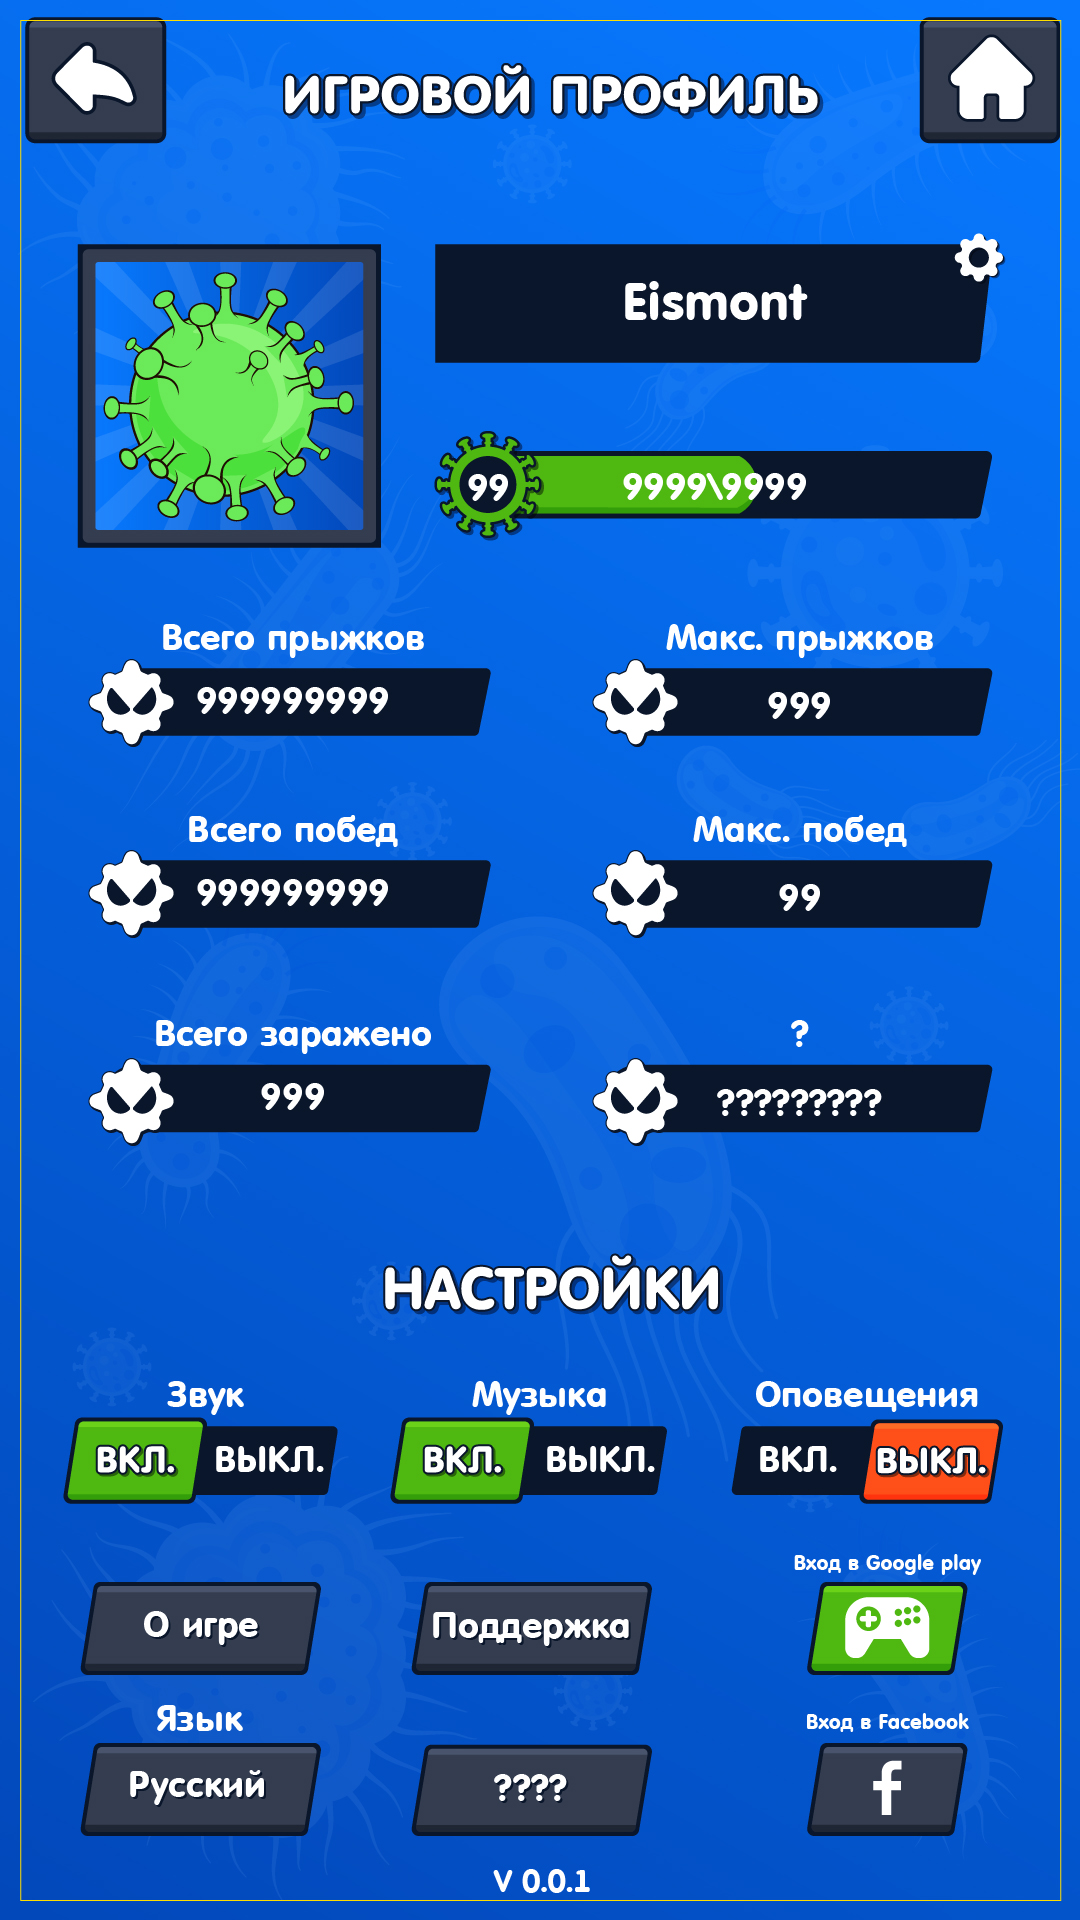 ИГРОВОЙ ПРОФИЛЬ
Eismont
99
9999\9999
Всего прыжков
Макс. прыжков
999999999
999
Всего побед
Макс. побед
999999999
99
Всего заражено
?
999
?????????
НАСТРОЙКИ
Звук
Музыка
Оповещения
ВКЛ. ВЫКЛ.
ВКЛ. ВЫКЛ.
ВКЛ. ВЫКЛ.
Вход в Google play
О игре
Поддержка
Язык
Вход в Facebook
Русский
????
f
V 0.0.1